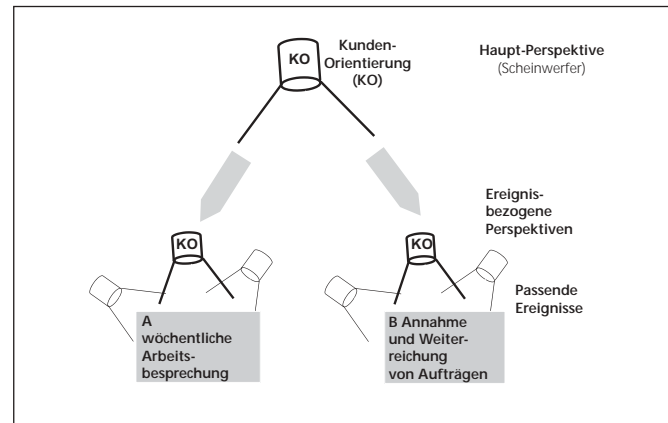 KO
Kunden-
Orientierung
(KO)
Haupt-Perspektive
(Scheinwerfer)
Ereignis-
bezogene
Perspektiven
KO
KO
Passende
Ereignisse
A
wöchentliche
Arbeits-
besprechung
B Annahme
und Weiter-
reichung
von Aufträgen